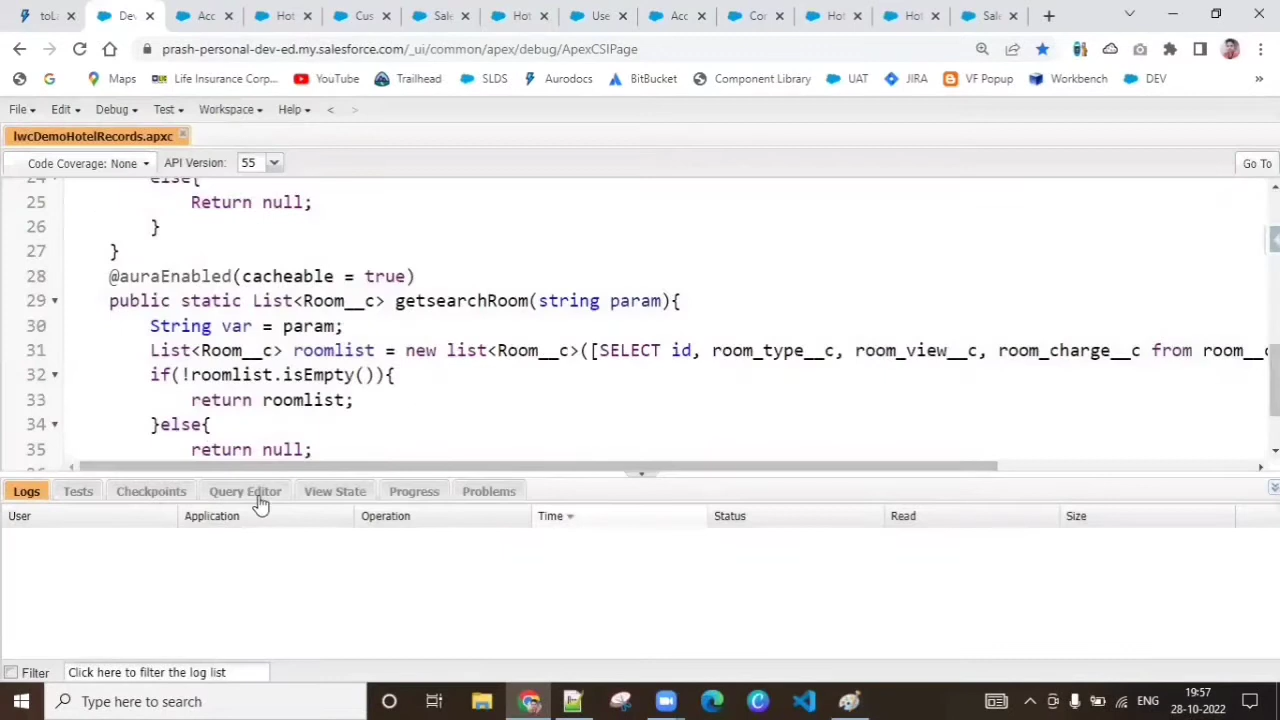 toL
Dev
Acc
Hot
Cus
Sale
Hot
Use
Acc
Cor
Hot
Hot
Sale
prash-personal-dev-ed.my.salesforce.com/_ui/common/apex/debug/ApexCSIPage
Maps
Life Insurance Corp...
YouTube
Trailhead
SLDS
Aurodocs
BitBucket
Component Library
UAT
JIRA
VF Popup
Workbench
DEV
»
File Edit Debug Test Workspace Help < >
lwcDemoHotelRecords.apxc
Code Coverage: None API Version: 55 Go To
24 else{
25 Return null;
26 }
27 }
28 @auraEnabled(cacheable = true)
29 public static List<Room__c> getsearchRoom(string param){
30 String var = param;
31 List<Room__c> roomlist = new list<Room__c>([SELECT id, room_type__c, room_view__c, room_charge__c from room__c
32 if(!roomlist.isEmpty()){
33 return roomlist;
34 }else{
35 return null;
Logs Tests Checkpoints Query Editor View State Progress Problems
User Application Operation Time Status Read Size
Filter Click here to filter the log list
Type here to search
ENG
19:57
28-10-2022